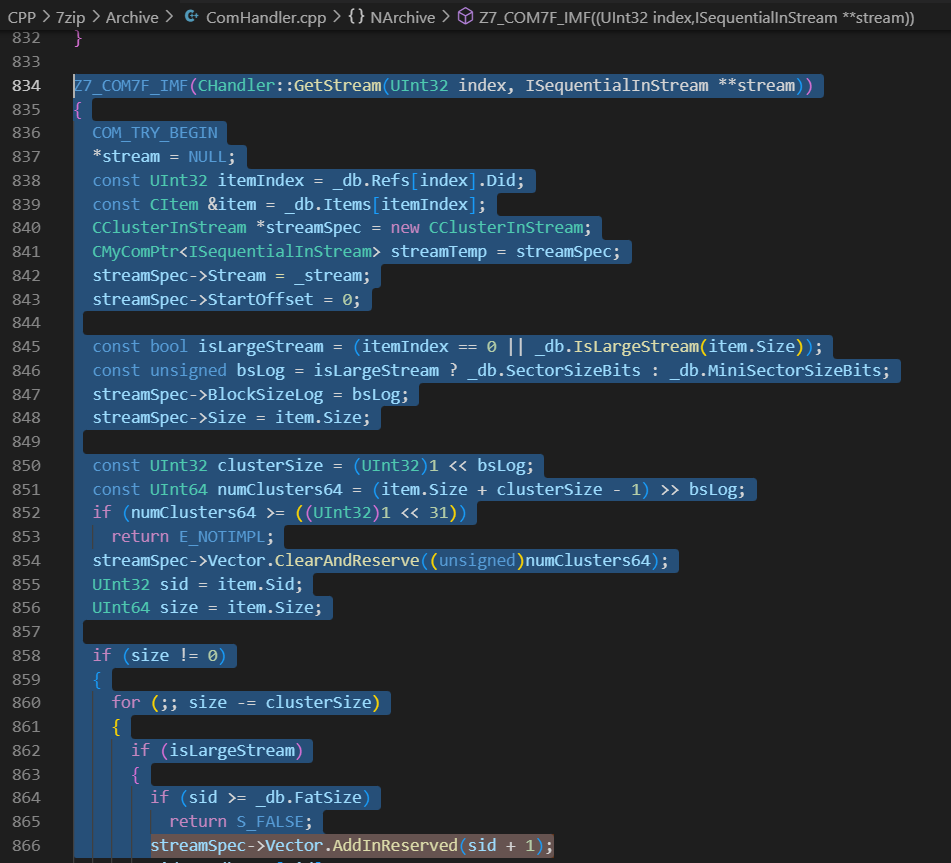 CPP > 7zip > Archive > ComHandler.cpp > {} NArchive > Z7_COM7F_IMF((UInt32 index,ISequentialInStream **stream))
832 }
833
834 Z7_COM7F_IMF(CHandler::GetStream(UInt32 index, ISequentialInStream **stream))
835 {
836   COM_TRY_BEGIN
837   *stream = NULL;
838   const UInt32 itemIndex = _db.Refs[index].Did;
839   const CItem &item = _db.Items[itemIndex];
840   CClusterInStream *streamSpec = new CClusterInStream;
841   CMyComPtr<ISequentialInStream> streamTemp = streamSpec;
842   streamSpec->Stream = _stream;
843   streamSpec->StartOffset = 0;
844
845   const bool isLargeStream = (itemIndex == 0 || _db.IsLargeStream(item.Size));
846   const unsigned bsLog = isLargeStream ? _db.SectorSizeBits : _db.MiniSectorSizeBits;
847   streamSpec->BlockSizeLog = bsLog;
848   streamSpec->Size = item.Size;
849
850   const UInt32 clusterSize = (UInt32)1 << bsLog;
851   const UInt64 numClusters64 = (item.Size + clusterSize - 1) >> bsLog;
852   if (numClusters64 >= ((UInt32)1 << 31))
853     return E_NOTIMPL;
854   streamSpec->Vector.ClearAndReserve((unsigned)numClusters64);
855   UInt32 sid = item.Sid;
856   UInt64 size = item.Size;
857
858   if (size != 0)
859   {
860     for (;; size -= clusterSize)
861     {
862       if (isLargeStream)
863       {
864         if (sid >= _db.FatSize)
865           return S_FALSE;
866         streamSpec->Vector.AddInReserved(sid + 1);